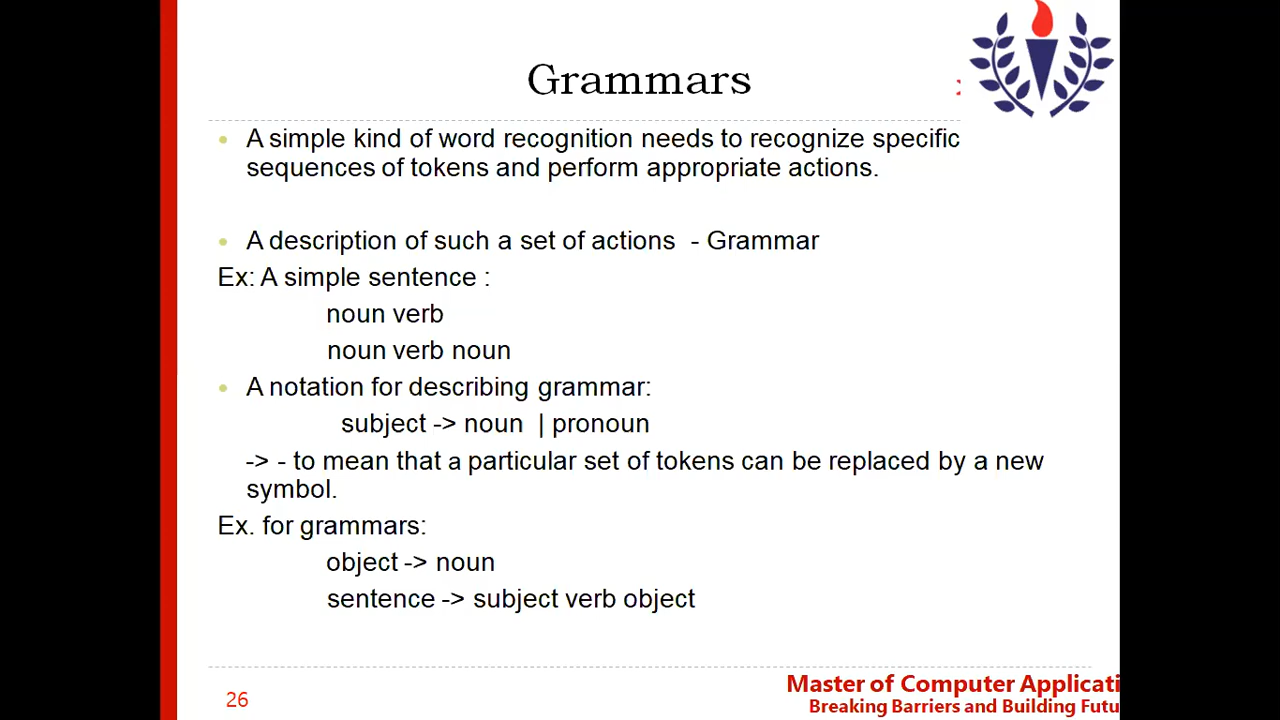 Grammars
:
• A simple kind of word recognition needs to recognize specific
sequences of tokens and perform appropriate actions.
• A description of such a set of actions - Grammar
Ex: A simple sentence :
noun verb
noun verb noun
• A notation for describing grammar:
subject -> noun | pronoun
-> - to mean that a particular set of tokens can be replaced by a new
symbol.
Ex. for grammars:
object -> noun
sentence -> subject verb object
26
Master of Computer Applicati
Breaking Barriers and Building Futu